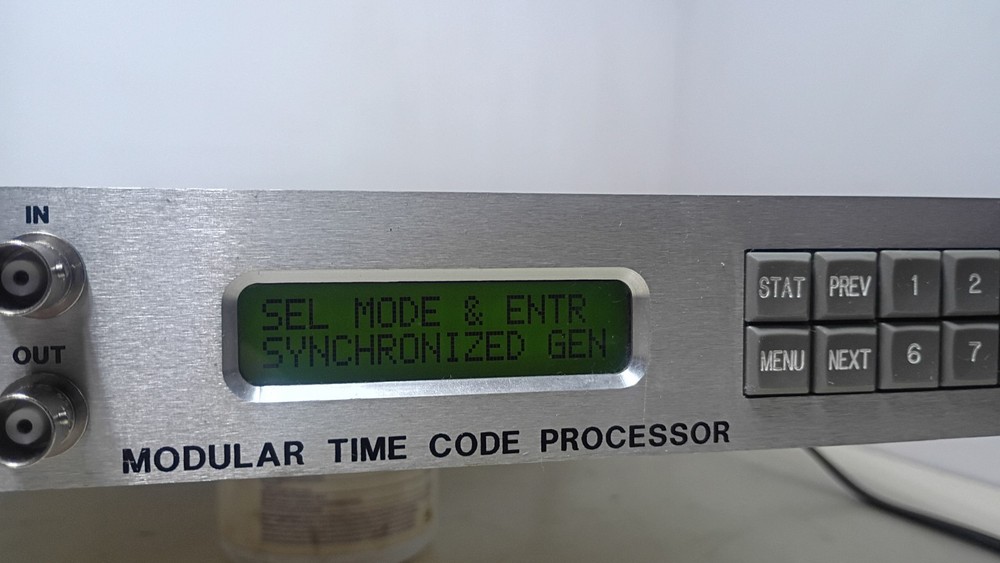 IN
OUT
SEL MODE & ENTR
SYNCHRONIZED GEN
MODULAR TIME CODE PROCESSOR
STAT PREV 1 2
MENU NEXT 6 7